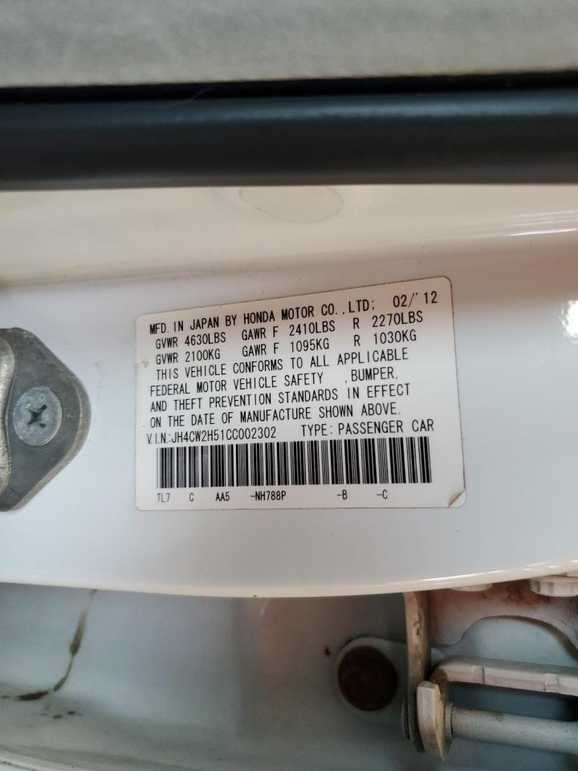 MFD. IN JAPAN BY HONDA MOTOR CO., LTD: 02/'12
GVWR 4630LBS GAWR F 2410LBS R 2270LBS
GVWR 2100KG GAWR F 1095KG R 1030KG
THIS VEHICLE CONFORMS TO ALL APPLICABLE
FEDERAL MOTOR VEHICLE SAFETY ,BUMPER,
AND THEFT PREVENTION STANDARDS IN EFFECT
ON THE DATE OF MANUFACTURE SHOWN ABOVE.
V.I.N:JH4CW2H51CC002302 TYPE: PASSENGER CAR
TL7 C AA5 -NH788P -B -C